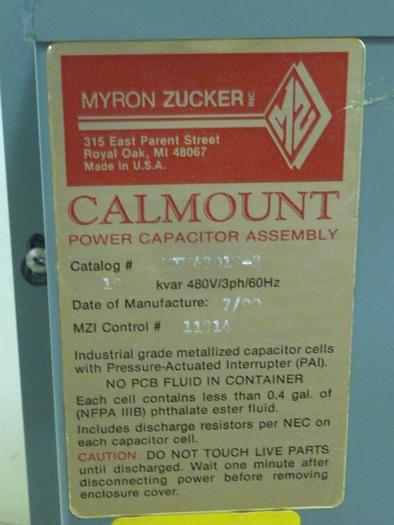 MYRON ZUCKER INC
MZ
315 East Parent Street
Royal Oak, MI 48067
Made in U.S.A.
CALMOUNT
POWER CAPACITOR ASSEMBLY
Catalog #
kvar 480V/3ph/60Hz
Date of Manufacture:
MZI Control # 11314
Industrial grade metallized capacitor cells
with Pressure-Actuated Interrupter (PAI).
NO PCB FLUID IN CONTAINER
Each cell contains less than 0.4 gal. of
(NFPA IIIB) phthalate ester fluid.
Includes discharge resistors per NEC on
each capacitor cell.
CAUTION: DO NOT TOUCH LIVE PARTS
until discharged. Wait one minute after
disconnecting power before removing
enclosure cover.